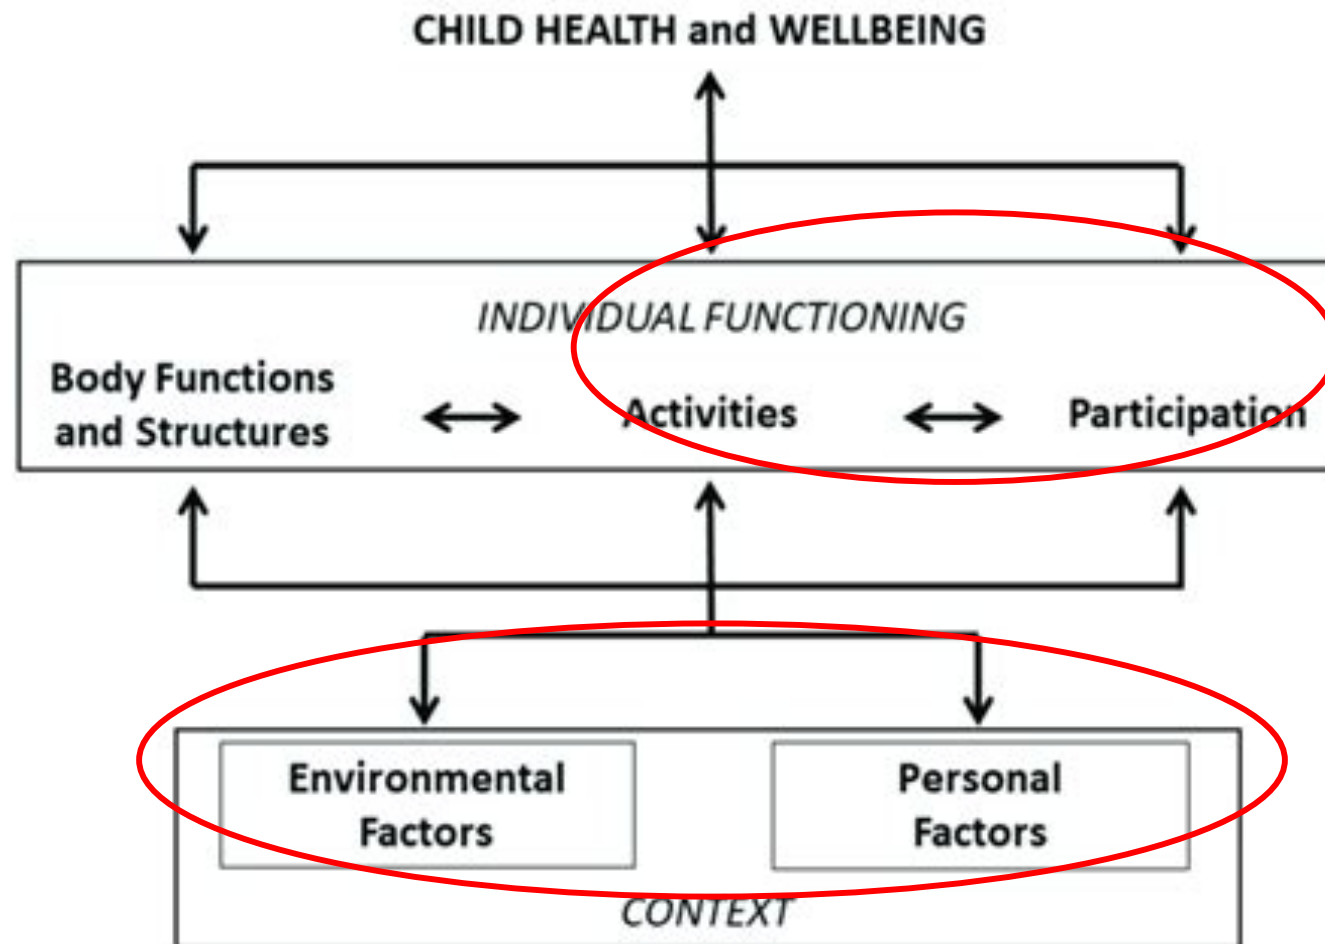 CHILD HEALTH and WELLBEING
INDIVIDUAL FUNCTIONING
Body Functions
and Structures
Activities
Participation
Environmental
Factors
Personal
Factors
CONTEXT